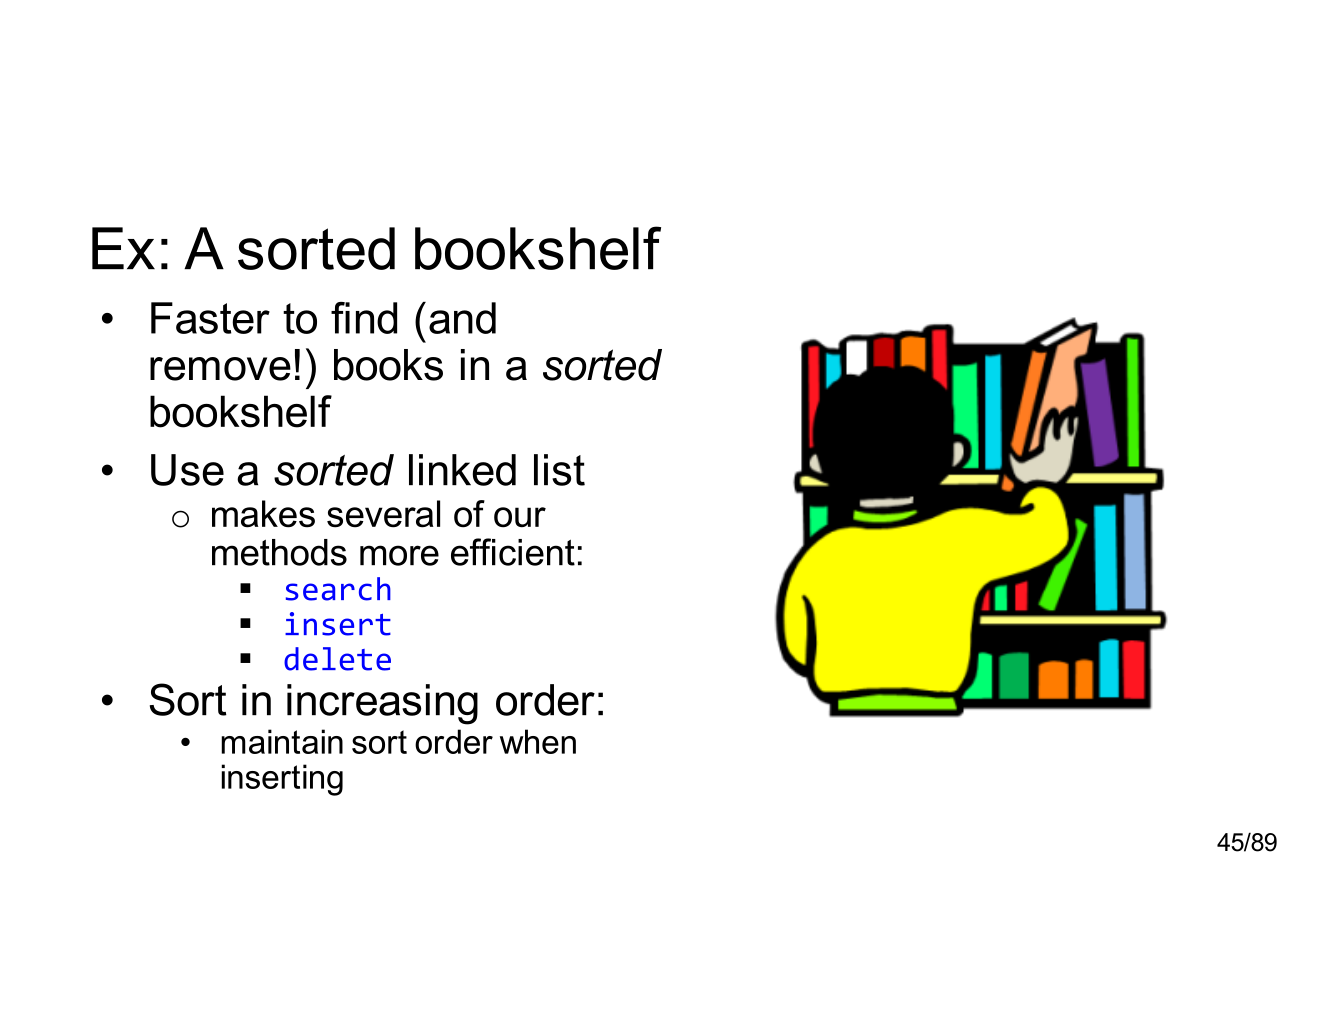 Ex: A sorted bookshelf
• Faster to find (and
remove!) books in a sorted
bookshelf
• Use a sorted linked list
○ makes several of our
methods more efficient:
▪ search
▪ insert
▪ delete
• Sort in increasing order:
• maintain sort order when
inserting
45/89